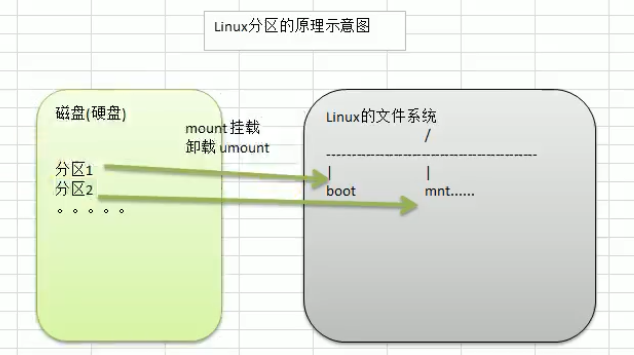 Linux分区的原理示意图
磁盘(硬盘)
mount 挂载
卸载 umount
分区1
分区2
。。。。。
Linux的文件系统
/
-----------------------------------------
| |
boot mnt......